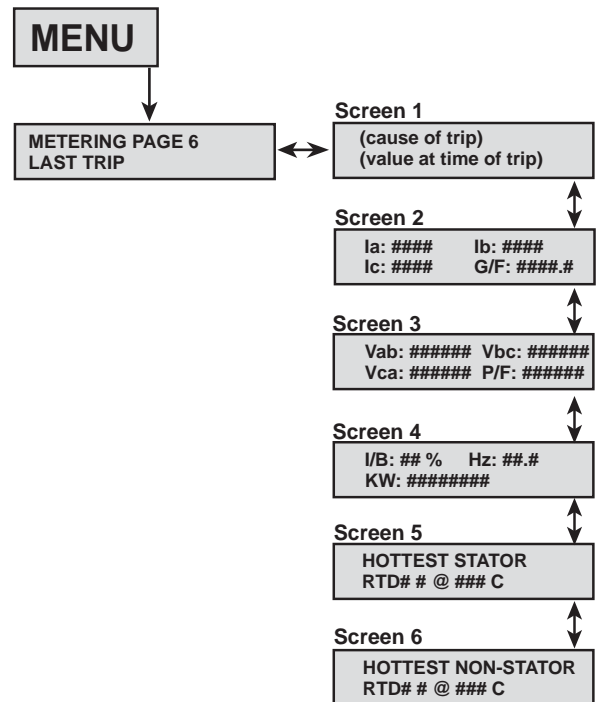 MENU
METERING PAGE 6
LAST TRIP
Screen 1
(cause of trip)
(value at time of trip)
Screen 2
Ia: #### Ib: ####
Ic: #### G/F: ####.#
Screen 3
Vab: ###### Vbc: ######
Vca: ###### P/F: ######
Screen 4
I/B: ## % Hz: ##.#
KW: ########
Screen 5
HOTTEST STATOR
RTD# # @ ### C
Screen 6
HOTTEST NON-STATOR
RTD# # @ ### C